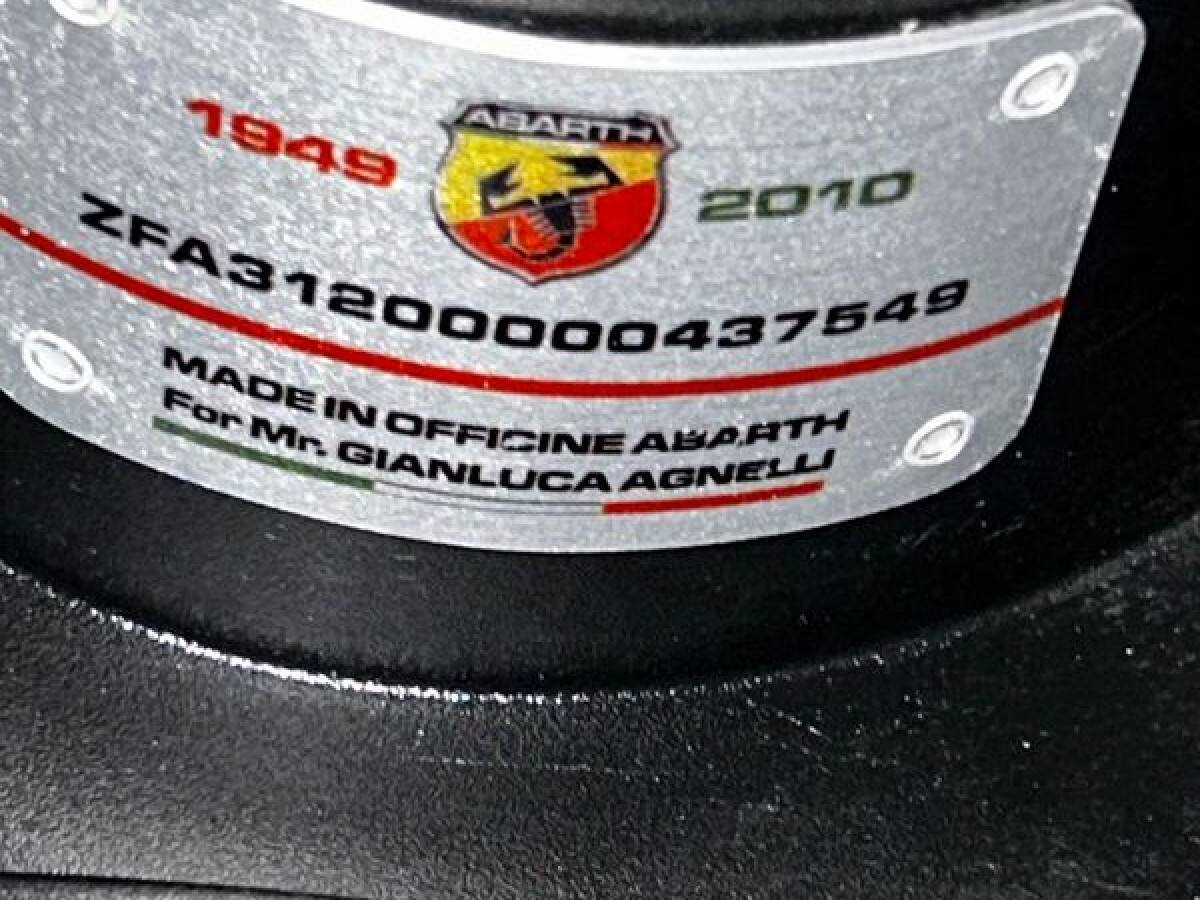 ABARTH
1949 2010
ZFA31200000437549
MADE IN OFFICINE ABARTH
For Mr. GIANLUCA AGNELLI